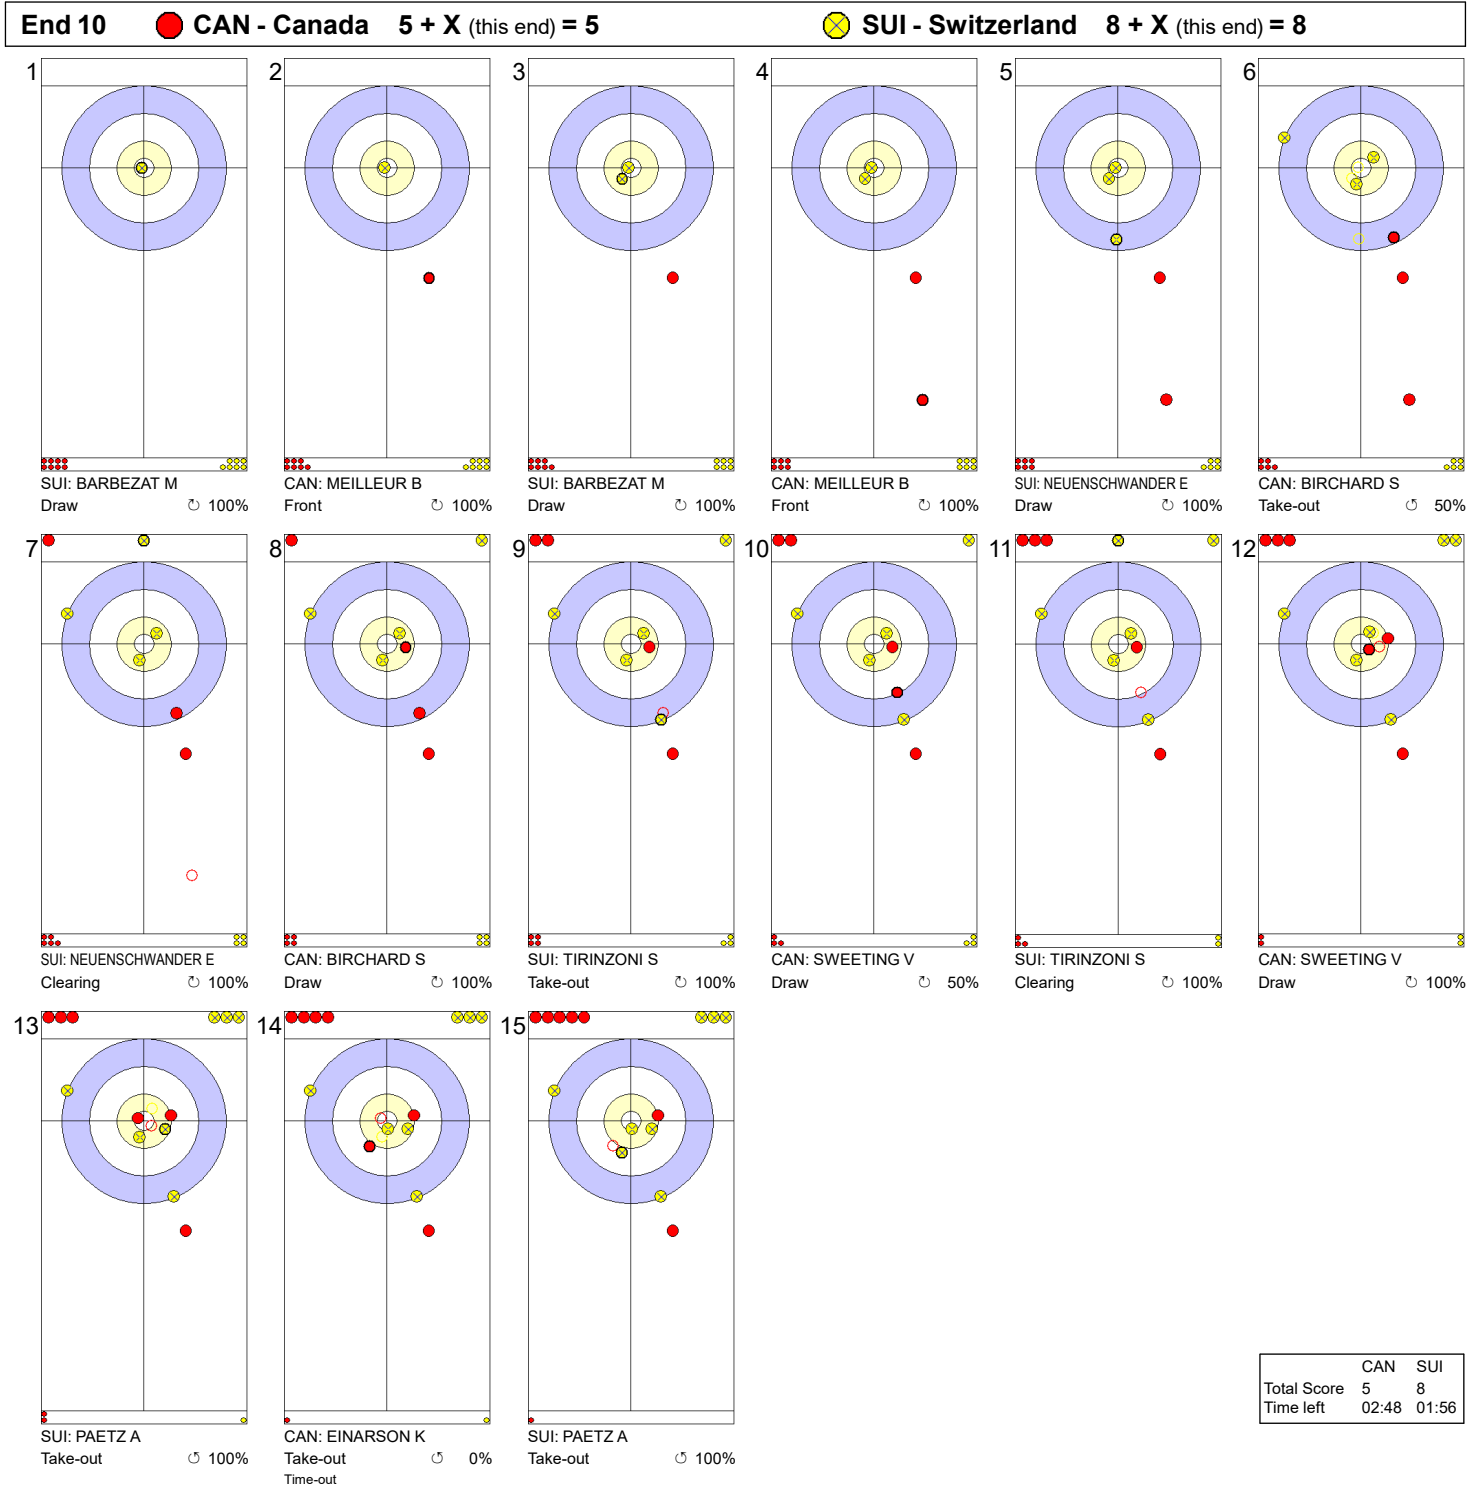 End 10 CAN - Canada 5 + X (this end) = 5 SUI - Switzerland 8 + X (this end) = 8
1 2 3 4 5 6
SUI: BARBEZAT M CAN: MEILLEUR B SUI: BARBEZAT M CAN: MEILLEUR B SUI: NEUENSCHWANDER E CAN: BIRCHARD S
Draw ↻ 100% Front ↻ 100% Draw ↻ 100% Front ↻ 100% Draw ↻ 100% Take-out ↺ 50%
7 8 9 10 11 12
SUI: NEUENSCHWANDER E CAN: BIRCHARD S SUI: TIRINZONI S CAN: SWEETING V SUI: TIRINZONI S CAN: SWEETING V
Clearing ↻ 100% Draw ↻ 100% Take-out ↻ 100% Draw ↻ 50% Clearing ↻ 100% Draw ↻ 100%
13 14 15
CAN SUI
Total Score 5 8
Time left 02:48 01:56
SUI: PAETZ A CAN: EINARSON K SUI: PAETZ A
Take-out ↺ 100% Take-out ↺ 0% Take-out ↺ 100%
Time-out